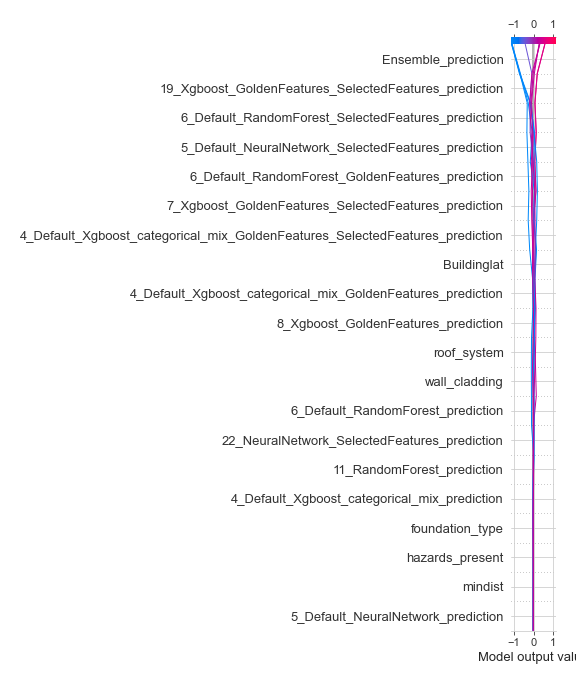 −1 0 1
Ensemble_prediction
19_Xgboost_GoldenFeatures_SelectedFeatures_prediction
6_Default_RandomForest_SelectedFeatures_prediction
5_Default_NeuralNetwork_SelectedFeatures_prediction
6_Default_RandomForest_GoldenFeatures_prediction
7_Xgboost_GoldenFeatures_SelectedFeatures_prediction
4_Default_Xgboost_categorical_mix_GoldenFeatures_SelectedFeatures_prediction
Buildinglat
4_Default_Xgboost_categorical_mix_GoldenFeatures_prediction
8_Xgboost_GoldenFeatures_prediction
roof_system
wall_cladding
6_Default_RandomForest_prediction
22_NeuralNetwork_SelectedFeatures_prediction
11_RandomForest_prediction
4_Default_Xgboost_categorical_mix_prediction
foundation_type
hazards_present
mindist
5_Default_NeuralNetwork_prediction
−1 0 1
Model output valu